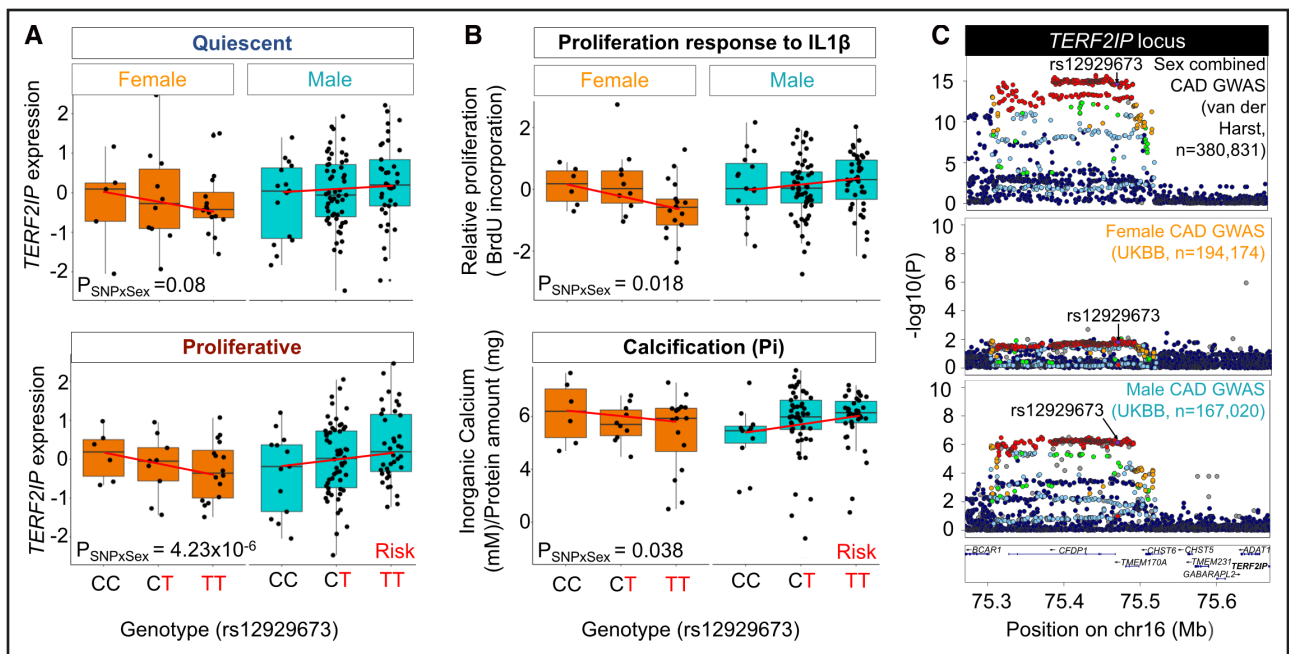 A
Quiescent
Female
Male
TERF2IP expression
2
1
0
-1
-2
PSNPxSex =0.08
Proliferative
TERF2IP expression
2
1
0
-1
-2
PSNPxSex = 4.23x10-6
Risk
CC
CT
TT
CC
CT
TT
Genotype (rs12929673)
B
Proliferation response to IL1β
Female
Male
Relative proliferation
( BrdU incorporation)
2
0
-2
PSNPxSex = 0.018
Calcification (Pi)
Inorganic Calcium
(mM)/Protein amount (mg)
6
4
0
PSNPxSex = 0.038
Risk
CC
CT
TT
CC
CT
TT
Genotype (rs12929673)
C
TERF2IP locus
rs12929673
Sex combined
CAD GWAS
(van der
Harst,
n=380,831)
15
10
5
0
-log10(P)
Female CAD GWAS
(UKBB, n=194,174)
rs12929673
10
8
6
4
2
0
Male CAD GWAS
(UKBB, n=167,020)
rs12929673
10
8
6
4
2
0
←BCAR1
←CFDP1
←CHST6
←CHST5
←ADAT1
←TMEM170A
←TMEM231
TERF2IP→
GABARAPL2→
75.3
75.4
75.5
75.6
Position on chr16 (Mb)